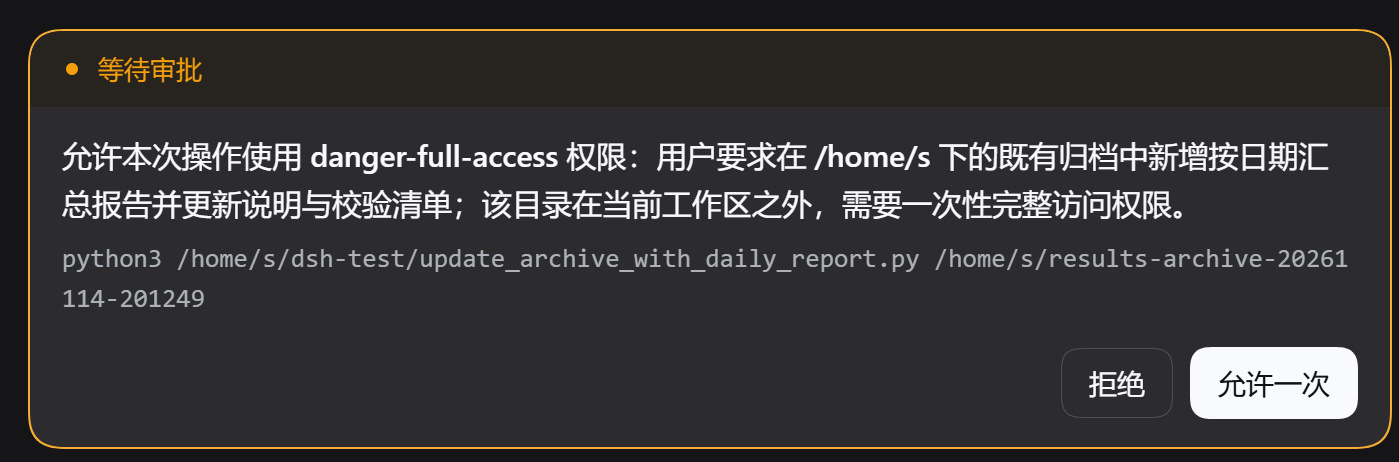 等待审批
允许本次操作使用 danger-full-access 权限：用户要求在 /home/s 下的既有归档中新增按日期汇
总报告并更新说明与校验清单；该目录在当前工作区之外，需要一次性完整访问权限。
python3 /home/s/dsh-test/update_archive_with_daily_report.py /home/s/results-archive-20261
114-201249
拒绝
允许一次